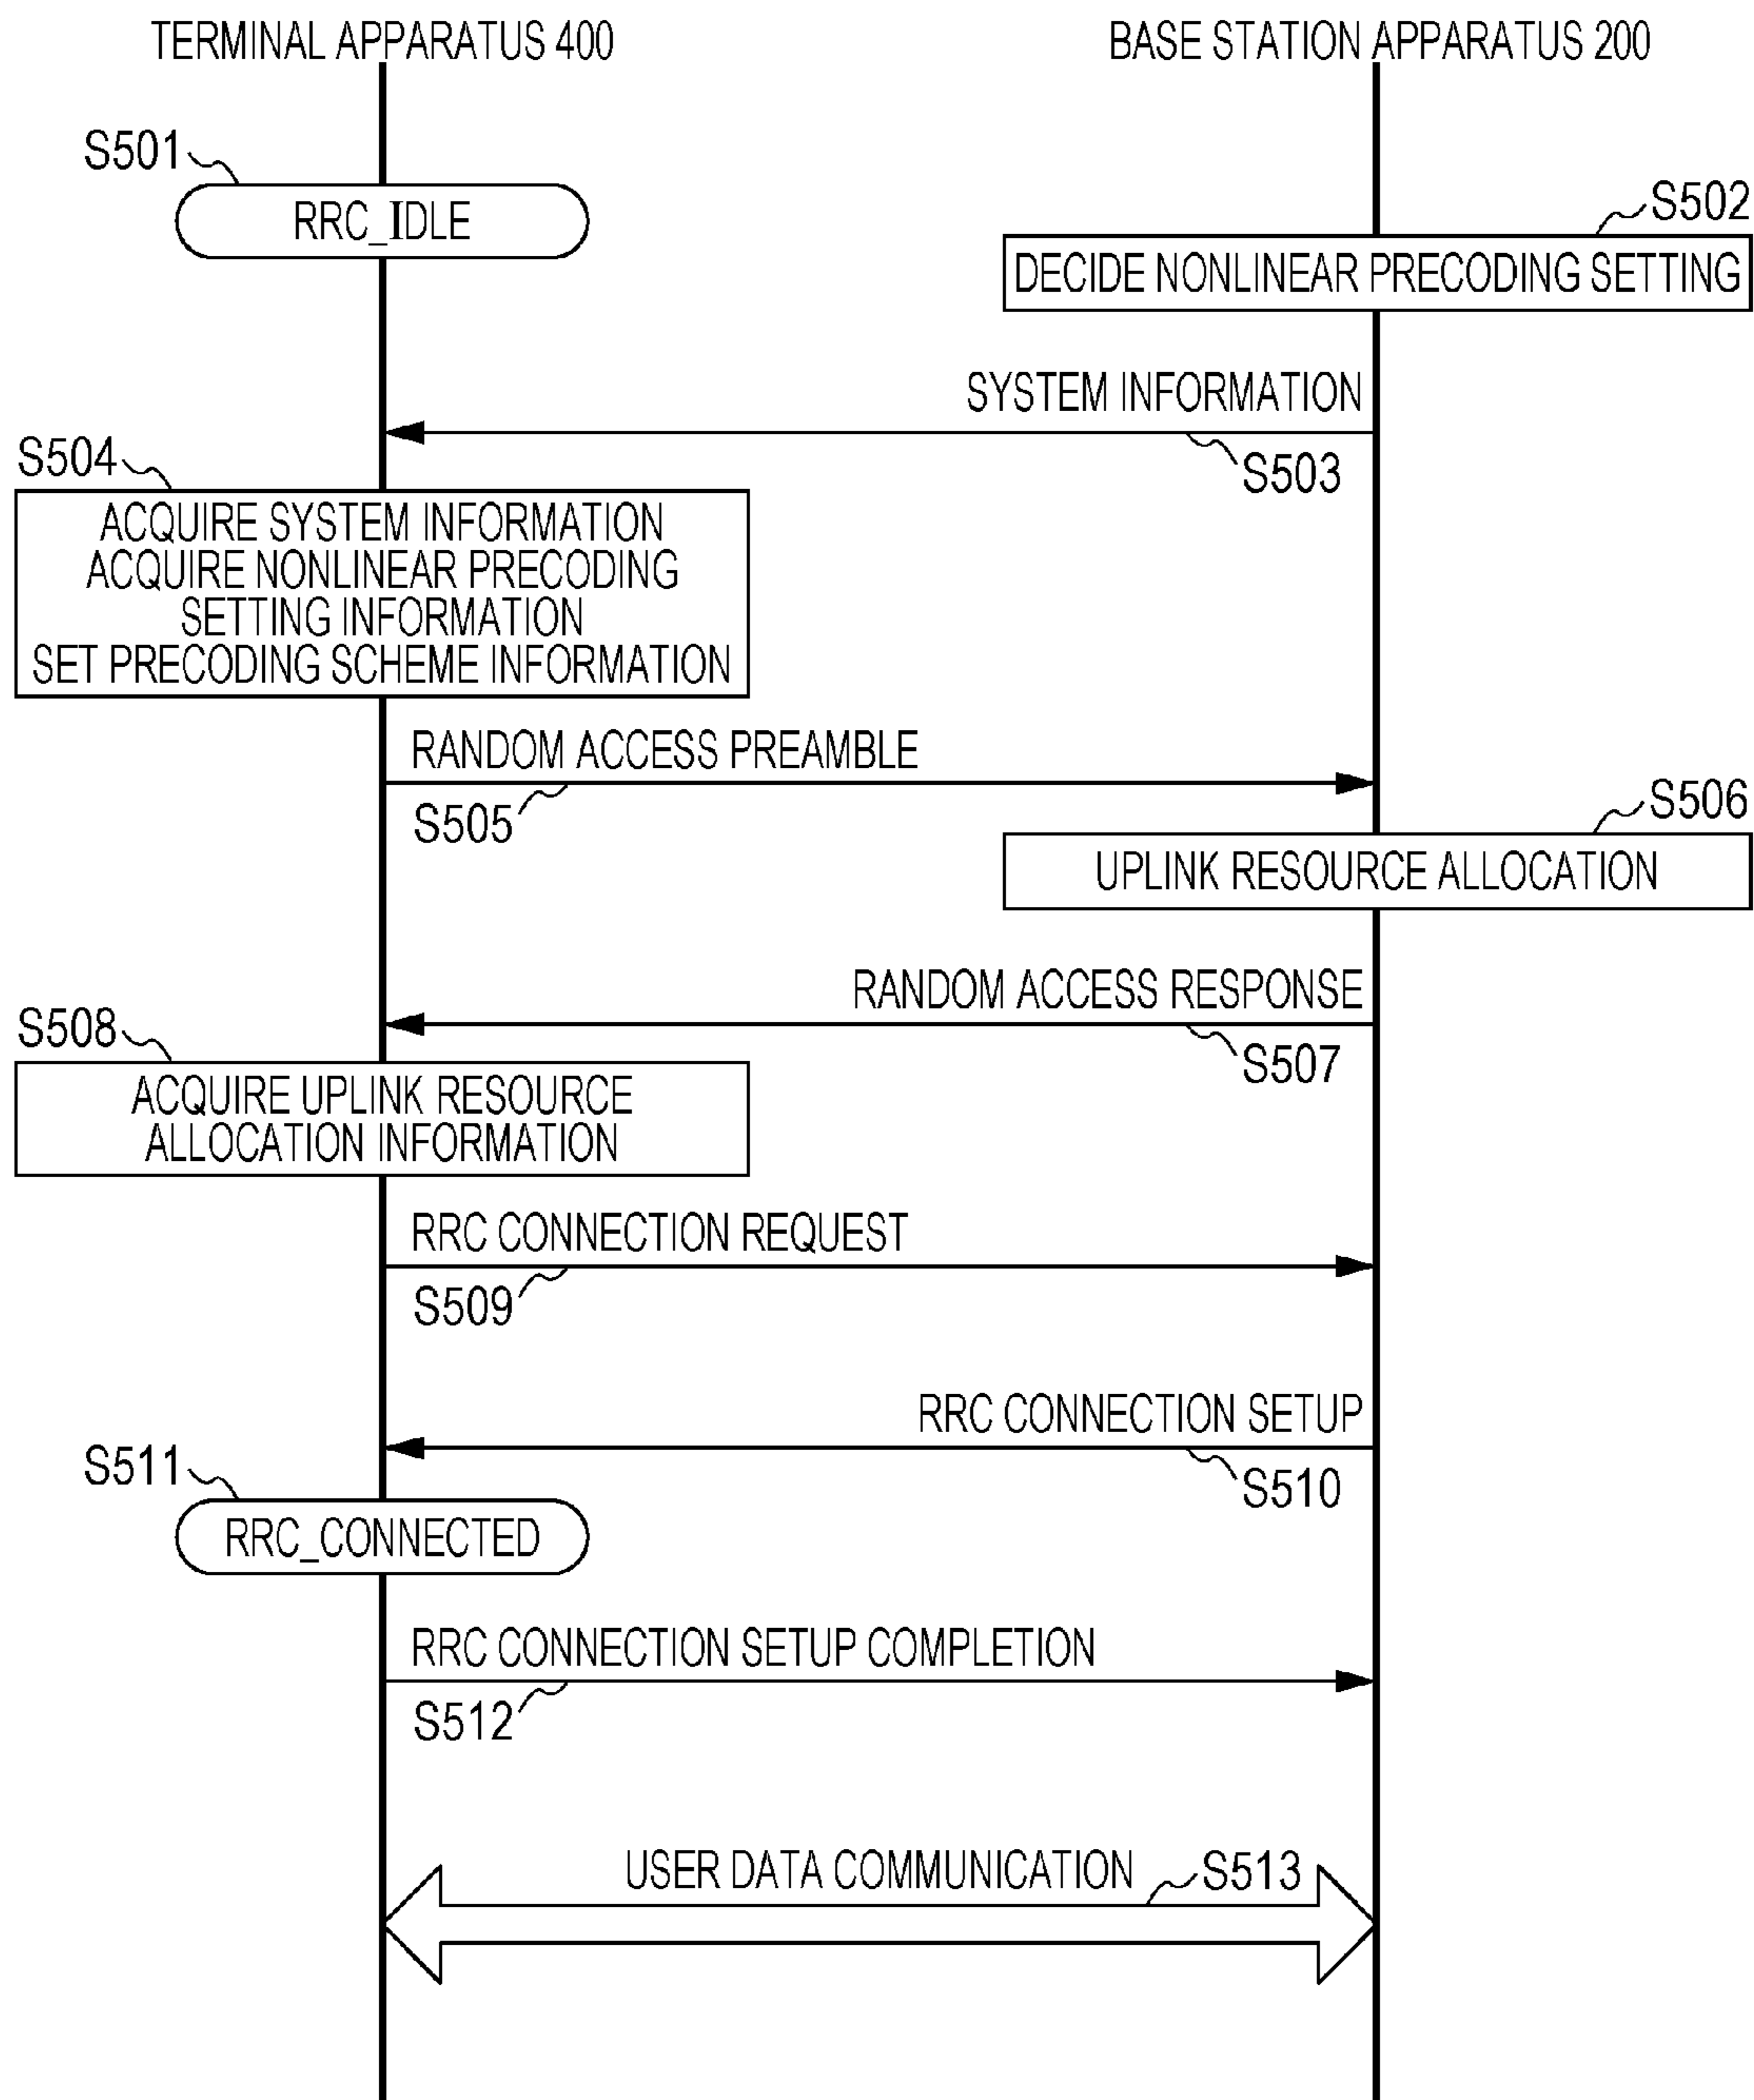 TERMINAL APPARATUS 400
BASE STATION APPARATUS 200
S501
RRC_IDLE
S502
DECIDE NONLINEAR PRECODING SETTING
SYSTEM INFORMATION
S503
S504
ACQUIRE SYSTEM INFORMATION
ACQUIRE NONLINEAR PRECODING
SETTING INFORMATION
SET PRECODING SCHEME INFORMATION
RANDOM ACCESS PREAMBLE
S505
S506
UPLINK RESOURCE ALLOCATION
RANDOM ACCESS RESPONSE
S507
S508
ACQUIRE UPLINK RESOURCE
ALLOCATION INFORMATION
RRC CONNECTION REQUEST
S509
RRC CONNECTION SETUP
S510
S511
RRC_CONNECTED
RRC CONNECTION SETUP COMPLETION
S512
USER DATA COMMUNICATION
S513